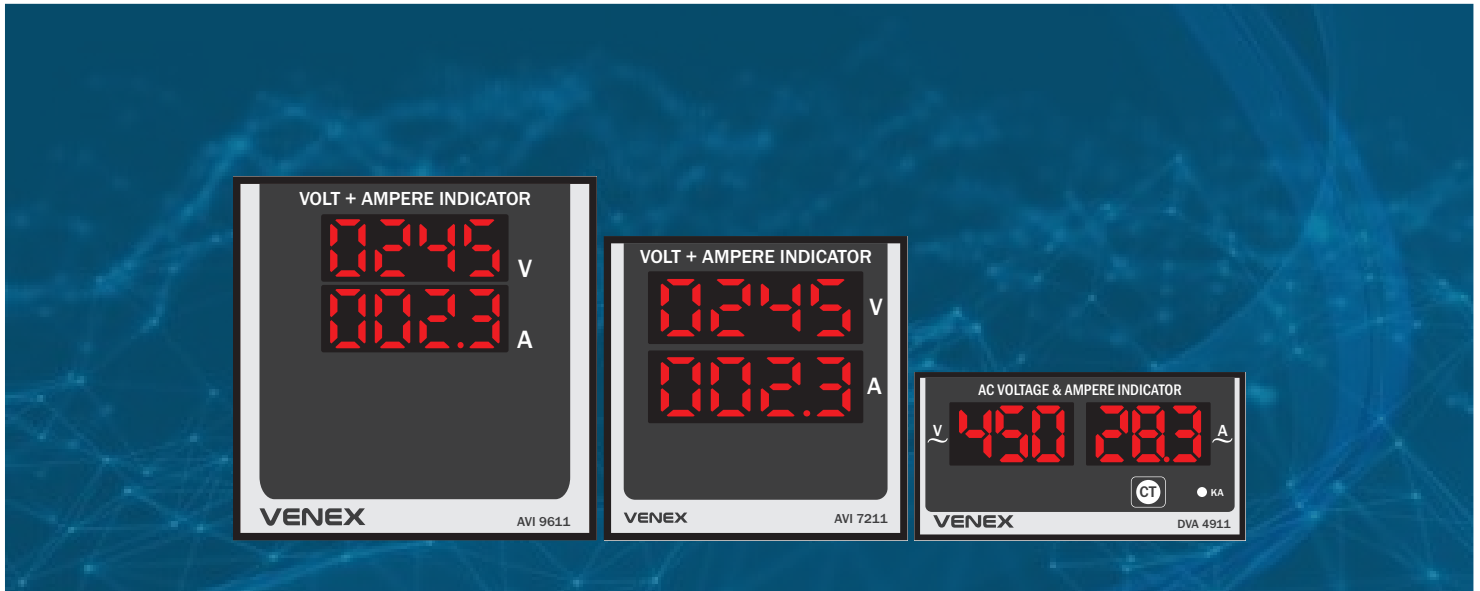 VOLT + AMPERE INDICATOR
0245 V
002.3 A
VENEX AVI 9611
VOLT + AMPERE INDICATOR
0245 V
002.3 A
VENEX AVI 7211
AC VOLTAGE & AMPERE INDICATOR
V 450 28.3 A
CT KA
VENEX DVA 4911